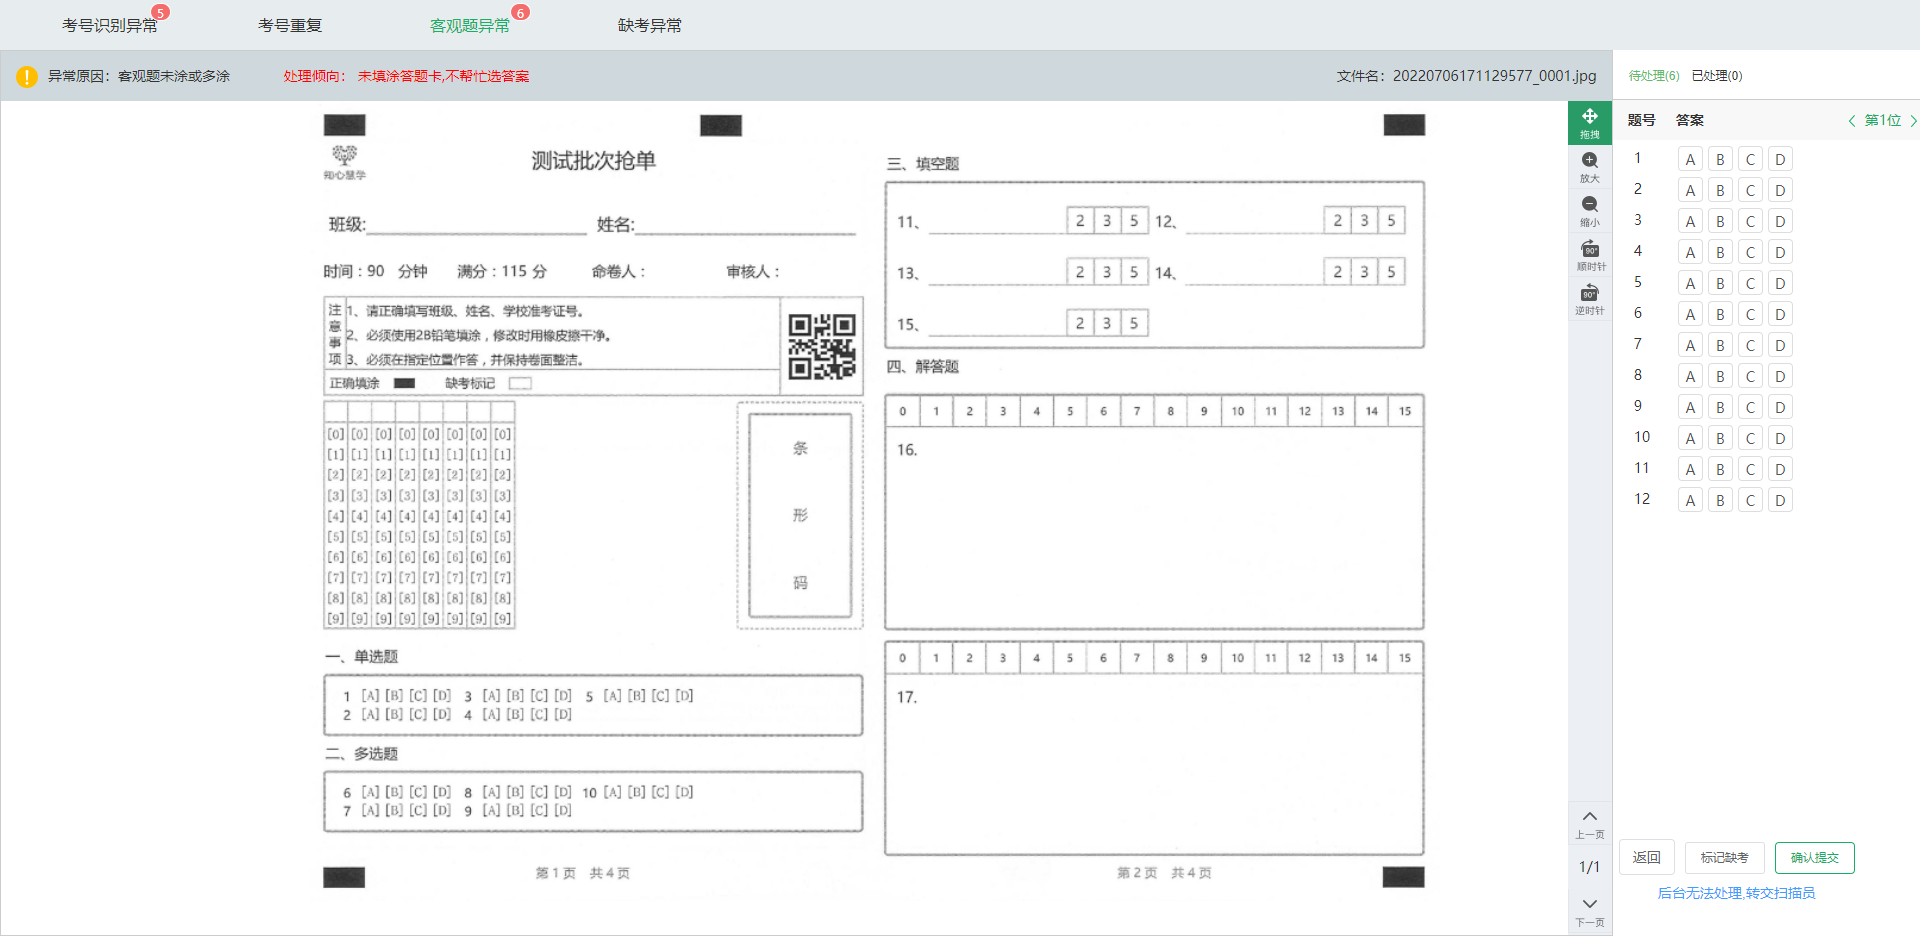 考号识别异常 5 考号重复 客观题异常 6 缺考异常
异常原因：客观题未涂或多涂 处理倾向： 未填涂答题卡,不帮忙选答案 文件名：20220706171129577_0001.jpg
待处理(6) 已处理(0)
知心慧学
测试批次抢单
班级: 姓名:
时间：90 分钟 满分：115 分 命卷人： 审核人：
注意事项
1、请正确填写班级、姓名、学校准考证号。
2、必须使用2B铅笔填涂，修改时用橡皮擦干净。
3、必须在指定位置作答，并保持卷面整洁。
正确填涂 缺考标记
[0] [0] [0] [0] [0] [0] [0] [0]
[1] [1] [1] [1] [1] [1] [1] [1]
[2] [2] [2] [2] [2] [2] [2] [2]
[3] [3] [3] [3] [3] [3] [3] [3]
[4] [4] [4] [4] [4] [4] [4] [4]
[5] [5] [5] [5] [5] [5] [5] [5]
[6] [6] [6] [6] [6] [6] [6] [6]
[7] [7] [7] [7] [7] [7] [7] [7]
[8] [8] [8] [8] [8] [8] [8] [8]
[9] [9] [9] [9] [9] [9] [9] [9]
条
形
码
一、单选题
1 [A] [B] [C] [D] 3 [A] [B] [C] [D] 5 [A] [B] [C] [D]
2 [A] [B] [C] [D] 4 [A] [B] [C] [D]
二、多选题
6 [A] [B] [C] [D] 8 [A] [B] [C] [D] 10 [A] [B] [C] [D]
7 [A] [B] [C] [D] 9 [A] [B] [C] [D]
第 1 页 共 4 页
三、填空题
11、 2 3 5 12、 2 3 5
13、 2 3 5 14、 2 3 5
15、 2 3 5
四、解答题
0 1 2 3 4 5 6 7 8 9 10 11 12 13 14 15
16.
0 1 2 3 4 5 6 7 8 9 10 11 12 13 14 15
17.
第 2 页 共 4 页
拖拽
放大
缩小
90° 顺时针
90° 逆时针
上一页
1/1
下一页
题号 答案 第1位
1 A B C D
2 A B C D
3 A B C D
4 A B C D
5 A B C D
6 A B C D
7 A B C D
8 A B C D
9 A B C D
10 A B C D
11 A B C D
12 A B C D
返回 标记缺考 确认提交
后台无法处理,转交扫描员